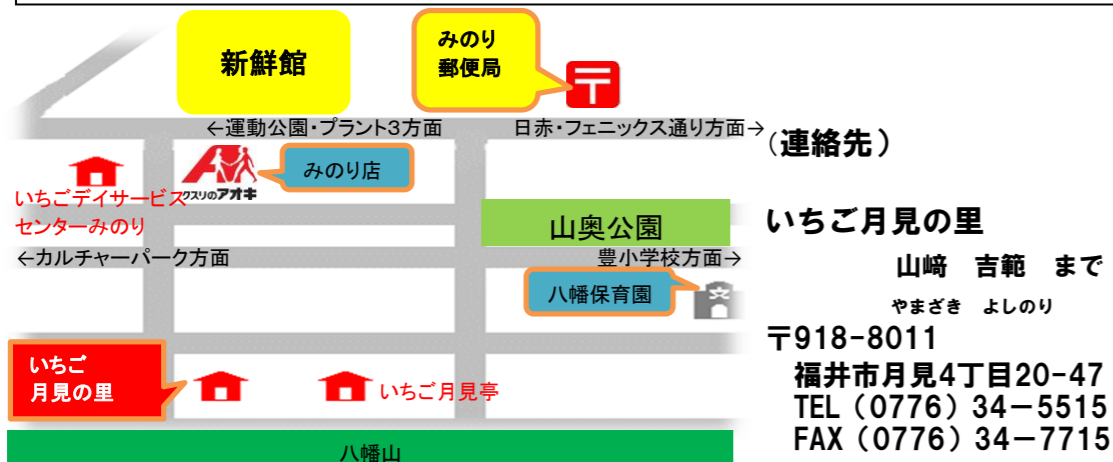 新鮮館
みのり
郵便局
←運動公園・プラント3方面
日赤・フェニックス通り方面→
クスリのアオキ
みのり店
いちごデイサービス
センターみのり
山奥公園
←カルチャーパーク方面
豊小学校方面→
八幡保育園
いちご
月見の里
いちご月見亭
八幡山
(連絡先)
いちご月見の里
山﨑 吉範 まで
やまざき よしのり
〒918-8011
福井市月見4丁目20-47
TEL(0776)34-5515
FAX(0776)34-7715